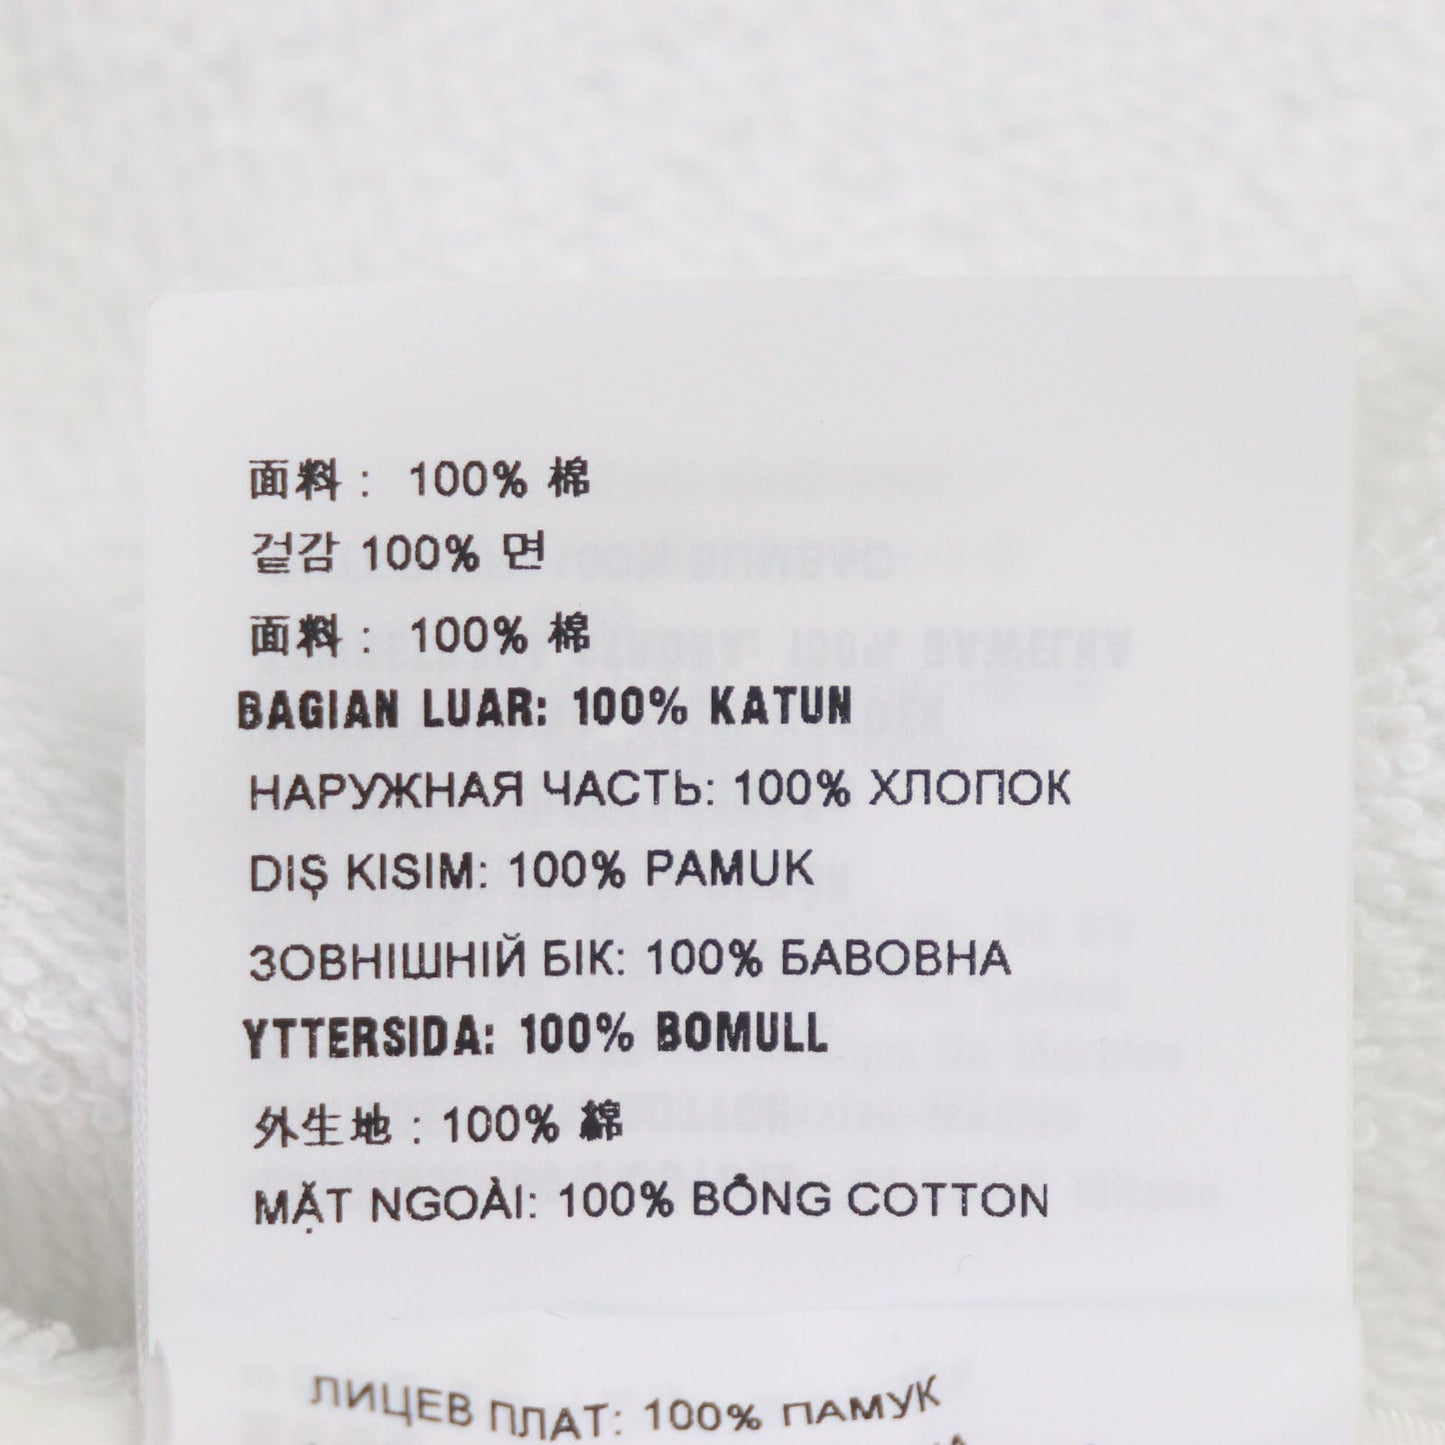 面料： 100% 棉
겉감 100% 면
面料： 100% 棉
BAGIAN LUAR: 100% KATUN
НАРУЖНАЯ ЧАСТЬ: 100% ХЛОПОК
DIŞ KISIM: 100% PAMUK
ЗОВНІШНІЙ БІК: 100% БАВОВНА
YTTERSIDA: 100% BOMULL
外生地 : 100% 綿
MẶT NGOÀI: 100% BÔNG COTTON
ЛИЦЕВ ПЛАТ: 100% ПАМУК